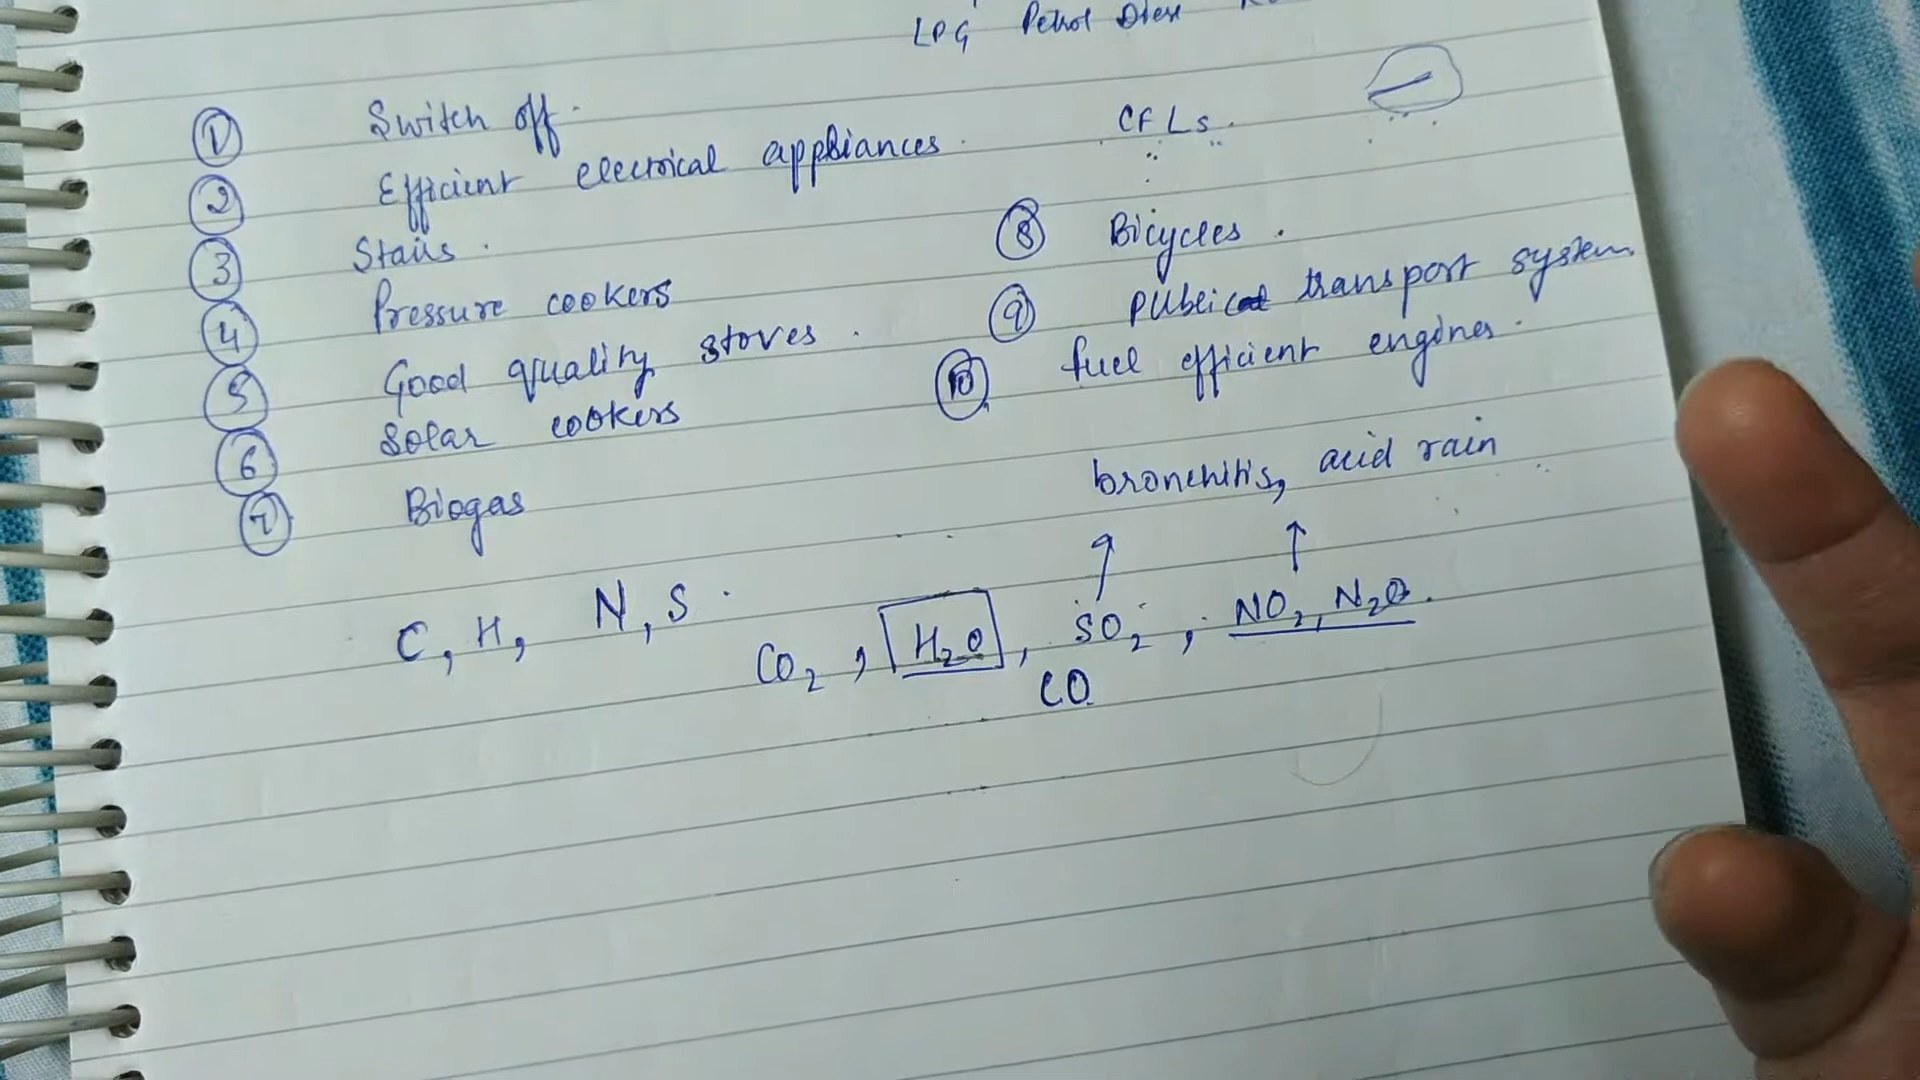 LPG Petrol
① Switch off.
② Efficient electrical appliances. CFLs.
③ Stairs.
④ Pressure cookers
⑤ Good quality stoves.
⑥ Solar cookers
⑦ Biogas
⑧ Bicycles.
⑨ Public transport system
⑩ fuel efficient engines.
bronchitis, acid rain
↑ ↑
C, H, N, S.
CO₂, H₂O, SO₂, NO₂, N₂O.
CO